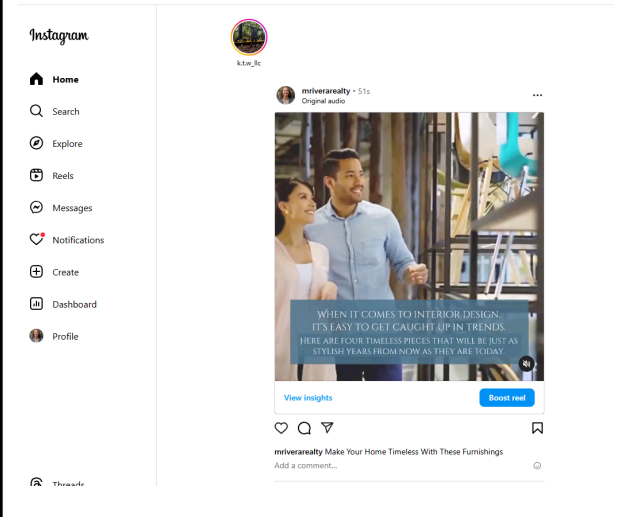 Instagram
Home
Search
Explore
Reels
Messages
Notifications
Create
Dashboard
Profile
Threads
k.t.w_llc
mriverarealty • 51s
Original audio
WHEN IT COMES TO INTERIOR DESIGN,
IT'S EASY TO GET CAUGHT UP IN TRENDS.
HERE ARE FOUR TIMELESS PIECES THAT WILL BE JUST AS
STYLISH YEARS FROM NOW AS THEY ARE TODAY.
View insights
Boost reel
mriverarealty Make Your Home Timeless With These Furnishings
Add a comment...